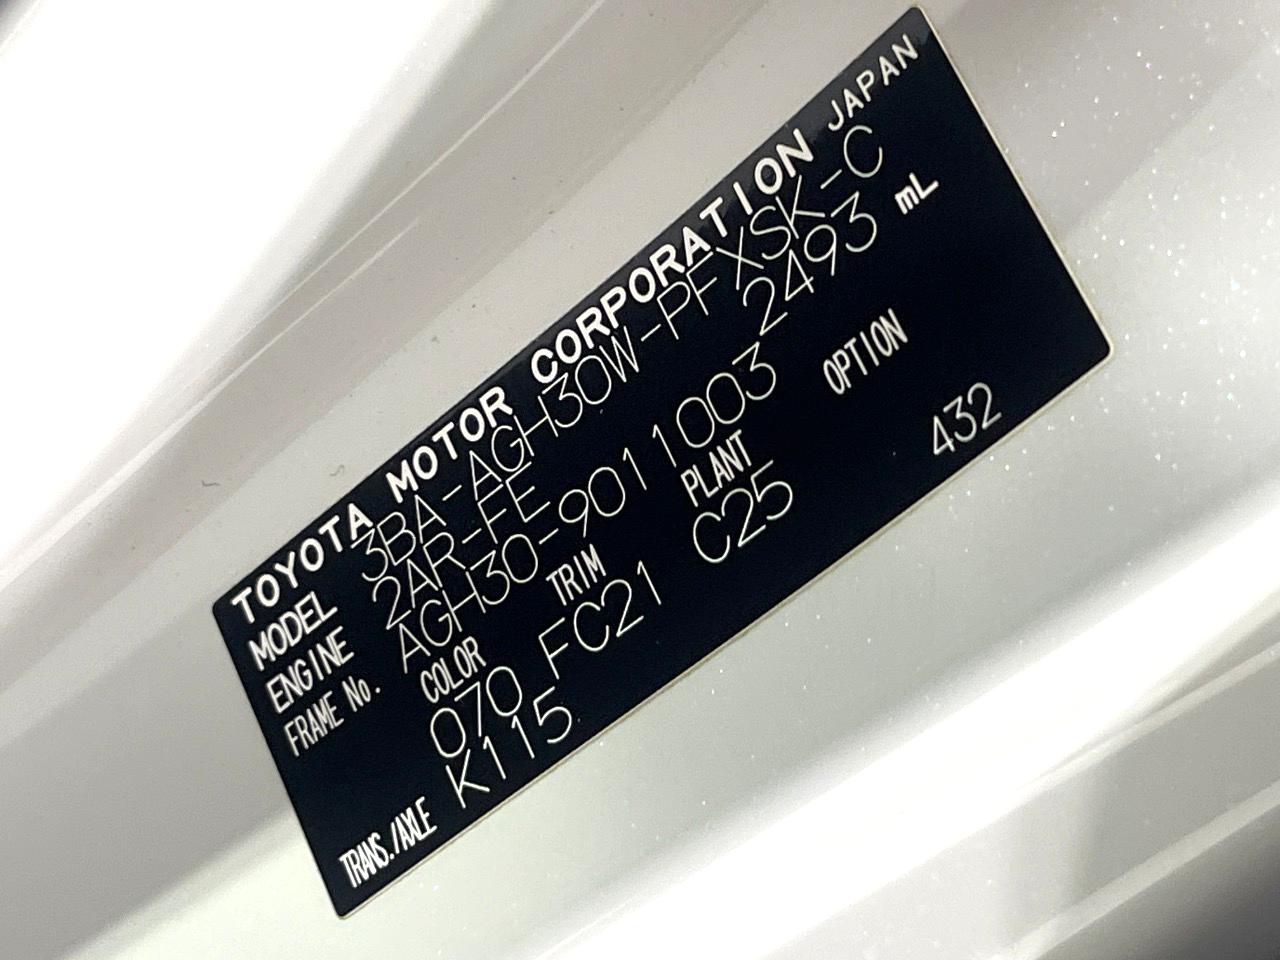 TOYOTA MOTOR CORPORATION JAPAN
MODEL 3BA-AGH30W-PFXSK-C
ENGINE 2AR-FE 2493 mL
FRAME No. AGH30-9011003
COLOR TRIM PLANT OPTION
070 FC21 C25 432
TRANS./AXLE K115